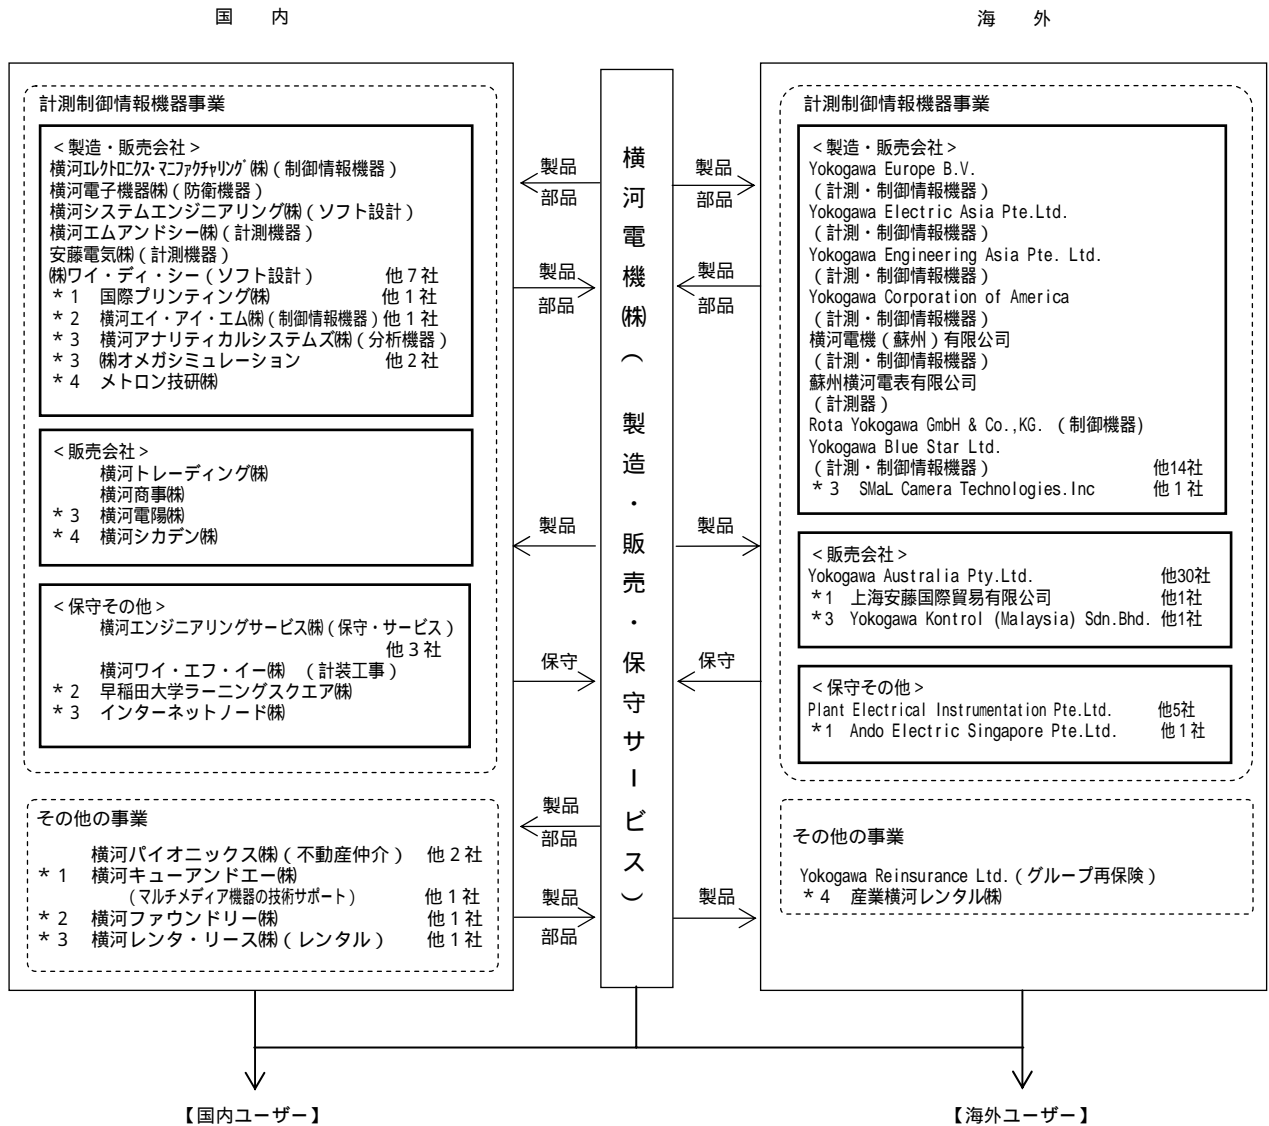 国　内
計測制御情報機器事業
＜製造・販売会社＞
横河ｴﾚｸﾄﾛﾆｸｽ･ﾏﾆﾌｧｸﾁｬﾘﾝｸﾞ㈱（制御情報機器）
横河電子機器㈱（防衛機器）
横河システムエンジニアリング㈱（ソフト設計）
横河エムアンドシー㈱（計測機器）
安藤電気㈱（計測機器）
㈱ワイ・ディ・シー（ソフト設計）　他７社
＊１　国際プリンティング㈱　他１社
＊２　横河エイ・アイ・エム㈱（制御情報機器）他１社
＊３　横河アナリティカルシステムズ㈱（分析機器）
＊３　㈱オメガシミュレーション　他２社
＊４　メトロン技研㈱
＜販売会社＞
横河トレーディング㈱
横河商事㈱
＊３　横河電陽㈱
＊４　横河シカデン㈱
＜保守その他＞
横河エンジニアリングサービス㈱（保守・サービス）
他３社
横河ワイ・エフ・イー㈱　（計装工事）
＊２　早稲田大学ラーニングスクエア㈱
＊３　インターネットノード㈱
その他の事業
横河パイオニックス㈱（不動産仲介）　他２社
＊１　横河キューアンドエー㈱
（マルチメディア機器の技術サポート）　他１社
＊２　横河ファウンドリー㈱　他１社
＊３　横河レンタ・リース㈱（レンタル）　他１社
製品
部品
製品
部品
製品
保守
製品
部品
製品
部品
横河電機㈱（　製造・販売・保守サービス）
製品
部品
製品
部品
製品
保守
製品
海　外
計測制御情報機器事業
＜製造・販売会社＞
Yokogawa Europe B.V.
（計測・制御情報機器）
Yokogawa Electric Asia Pte.Ltd.
（計測・制御情報機器）
Yokogawa Engineering Asia Pte. Ltd.
（計測・制御情報機器）
Yokogawa Corporation of America
（計測・制御情報機器）
横河電機（蘇州）有限公司
（計測・制御情報機器）
蘇州横河電表有限公司
（計測器）
Rota Yokogawa GmbH & Co.,KG. （制御機器)
Yokogawa Blue Star Ltd.
（計測・制御情報機器）　他14社
＊３　SMaL Camera Technologies.Inc　他１社
＜販売会社＞
Yokogawa Australia Pty.Ltd.　他30社
＊1　上海安藤国際貿易有限公司　他1社
＊3　Yokogawa Kontrol (Malaysia) Sdn.Bhd. 他1社
＜保守その他＞
Plant Electrical Instrumentation Pte.Ltd.　他5社
＊1　Ando Electric Singapore Pte.Ltd.　他１社
その他の事業
Yokogawa Reinsurance Ltd.（グループ再保険）
＊４　産業横河レンタル㈱
【国内ユーザー】
【海外ユーザー】